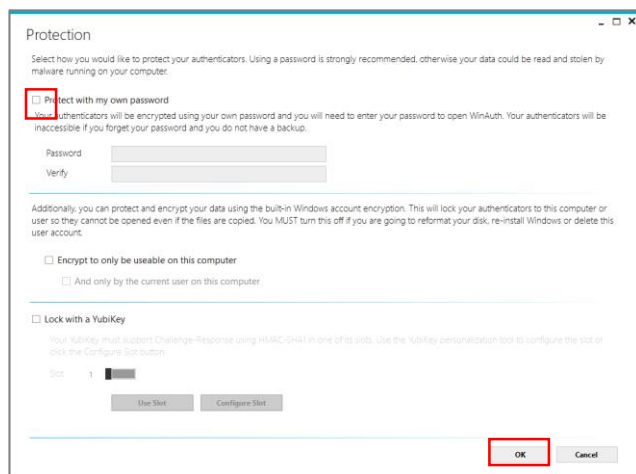 Protection
Select how you would like to protect your authenticators. Using a password is strongly recommended, otherwise your data could be read and stolen by
malware running on your computer.
Protect with my own password
Your authenticators will be encrypted using your own password and you will need to enter your password to open WinAuth. Your authenticators will be
inaccessible if you forget your password and you do not have a backup.
Password
Verify
Additionally, you can protect and encrypt your data using the built-in Windows account encryption. This will lock your authenticators to this computer or
user so they cannot be opened even if the files are copied. You MUST turn this off if you are going to reformat your disk, re-install Windows or delete this
user account.
Encrypt to only be useable on this computer
And only by the current user on this computer
Lock with a YubiKey
Your YubiKey must support Challenge-Response using HMAC-SHA1 in one of its slots. Use the YubiKey personalization tool to configure the slot or
click the Configure Slot button.
Slot 1
Use Slot Configure Slot
OK Cancel